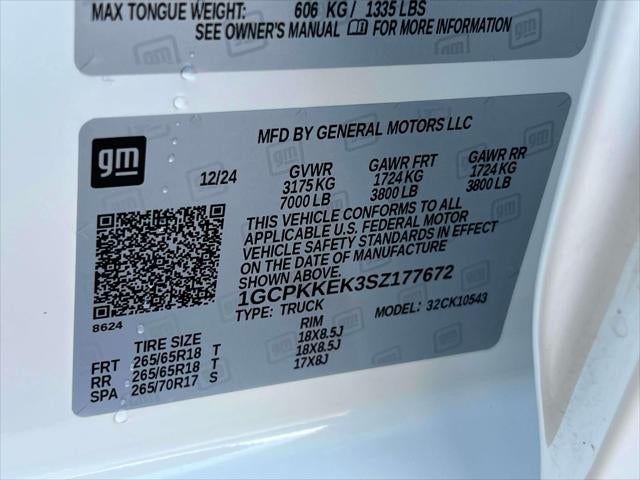 MAX TONGUE WEIGHT: 606 KG / 1335 LBS
SEE OWNER'S MANUAL FOR MORE INFORMATION
gm
MFD BY GENERAL MOTORS LLC
12/24 GVWR GAWR FRT GAWR RR
3175 KG 1724 KG 1724 KG
7000 LB 3800 LB 3800 LB
THIS VEHICLE CONFORMS TO ALL
APPLICABLE U.S. FEDERAL MOTOR
VEHICLE SAFETY STANDARDS IN EFFECT
ON THE DATE OF MANUFACTURE
SHOWN ABOVE.
1GCPKKEK3SZ177672
TYPE: TRUCK MODEL: 32CK10543
8624
TIRE SIZE RIM
FRT 265/65R18 T 18X8.5J
RR 265/65R18 T 18X8.5J
SPA 265/70R17 S 17X8J